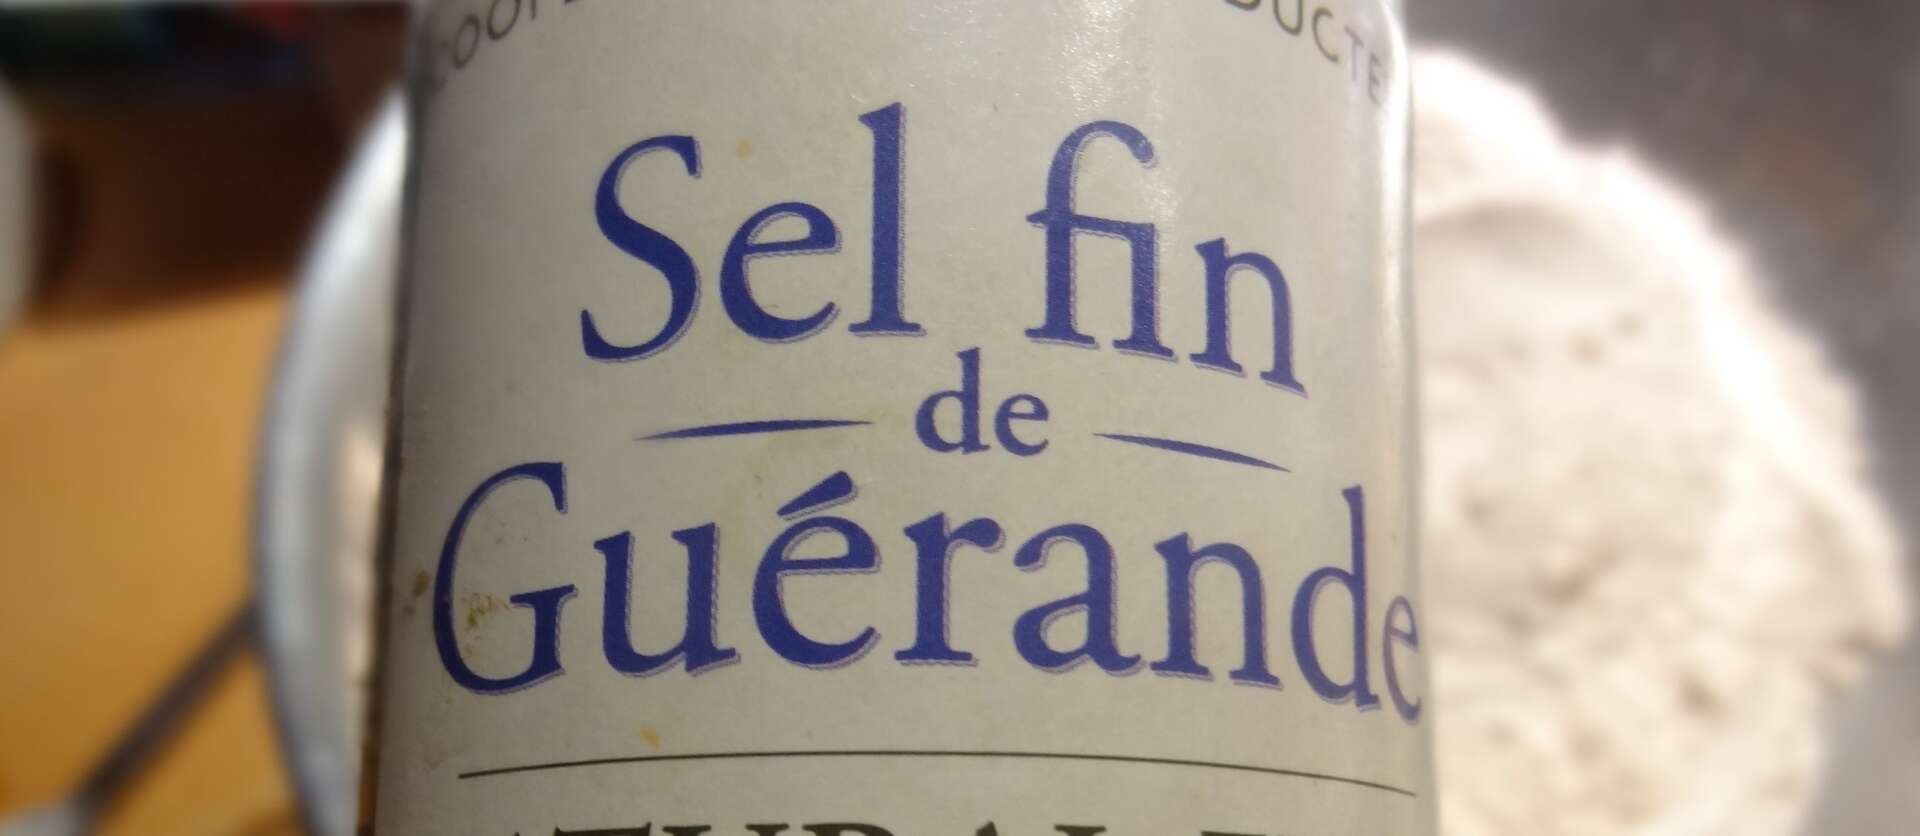 Sel fin
de
Guérande